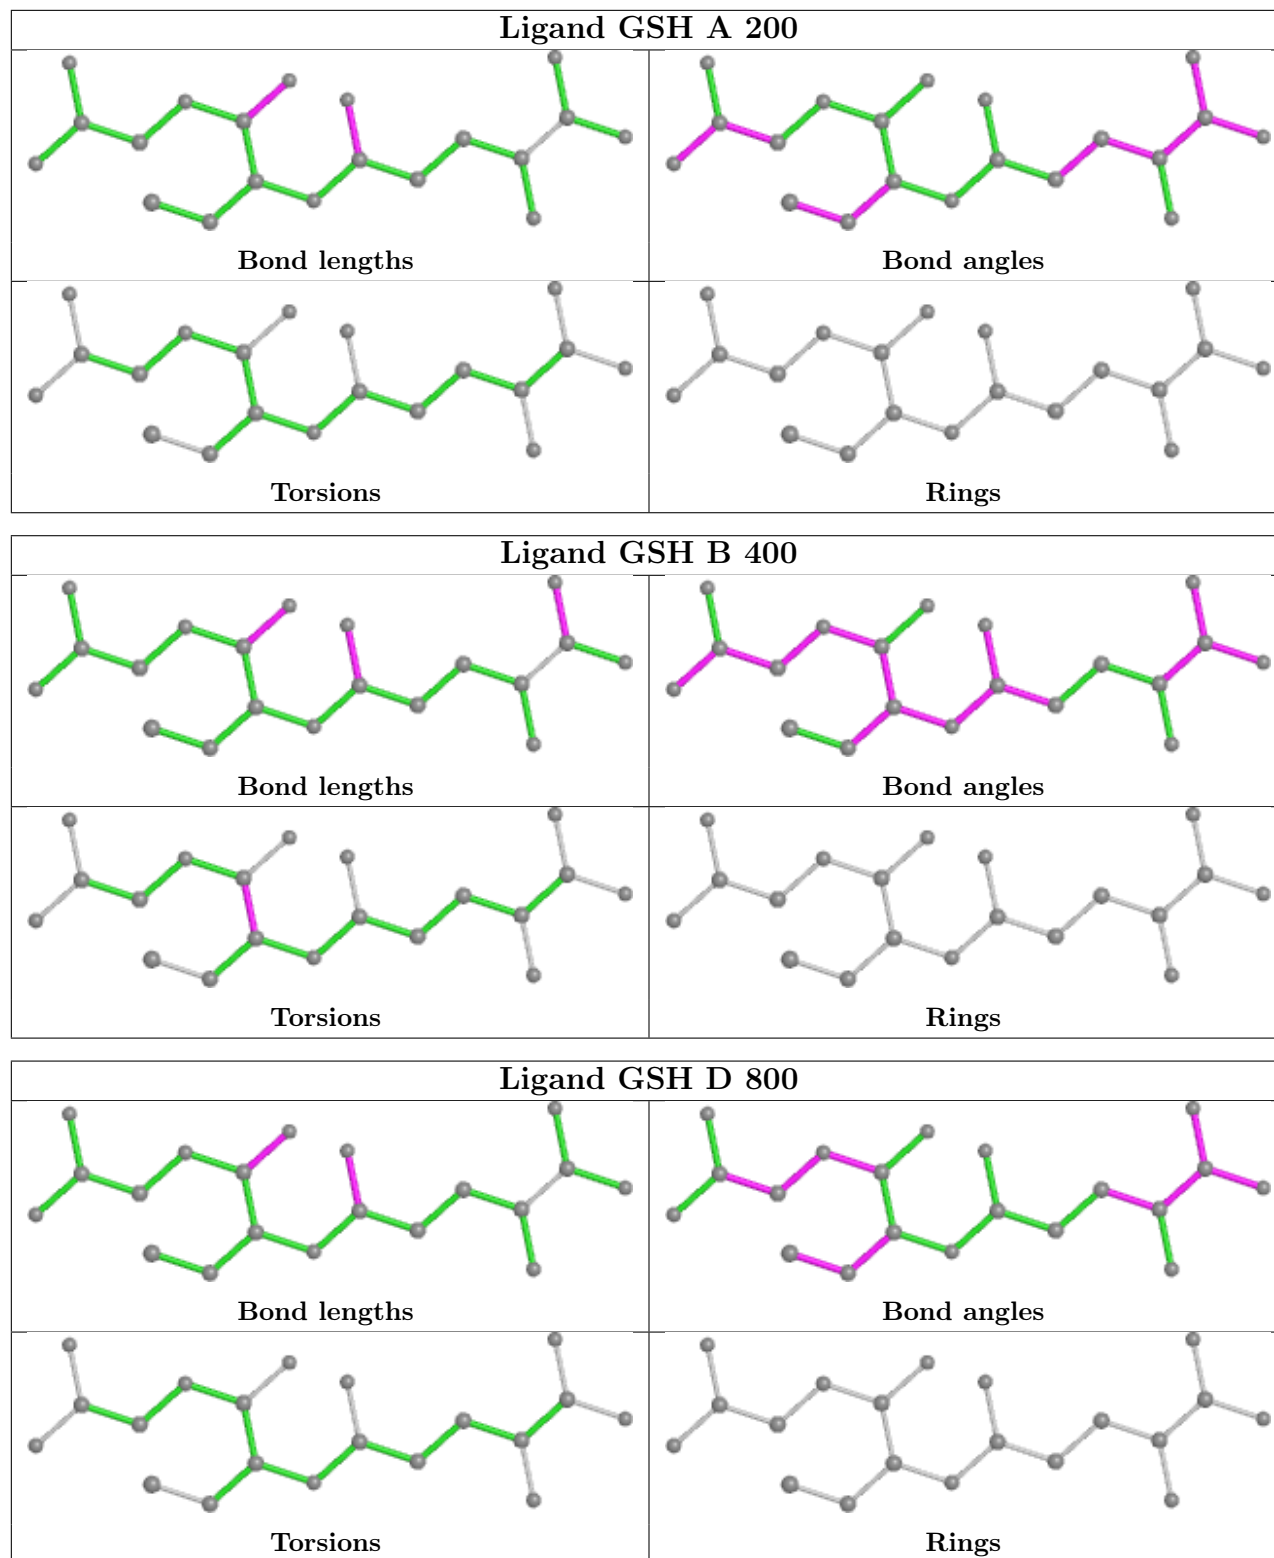 Ligand GSH A 200
Bond lengths
Bond angles
Torsions
Rings
Ligand GSH B 400
Bond lengths
Bond angles
Torsions
Rings
Ligand GSH D 800
Bond lengths
Bond angles
Torsions
Rings